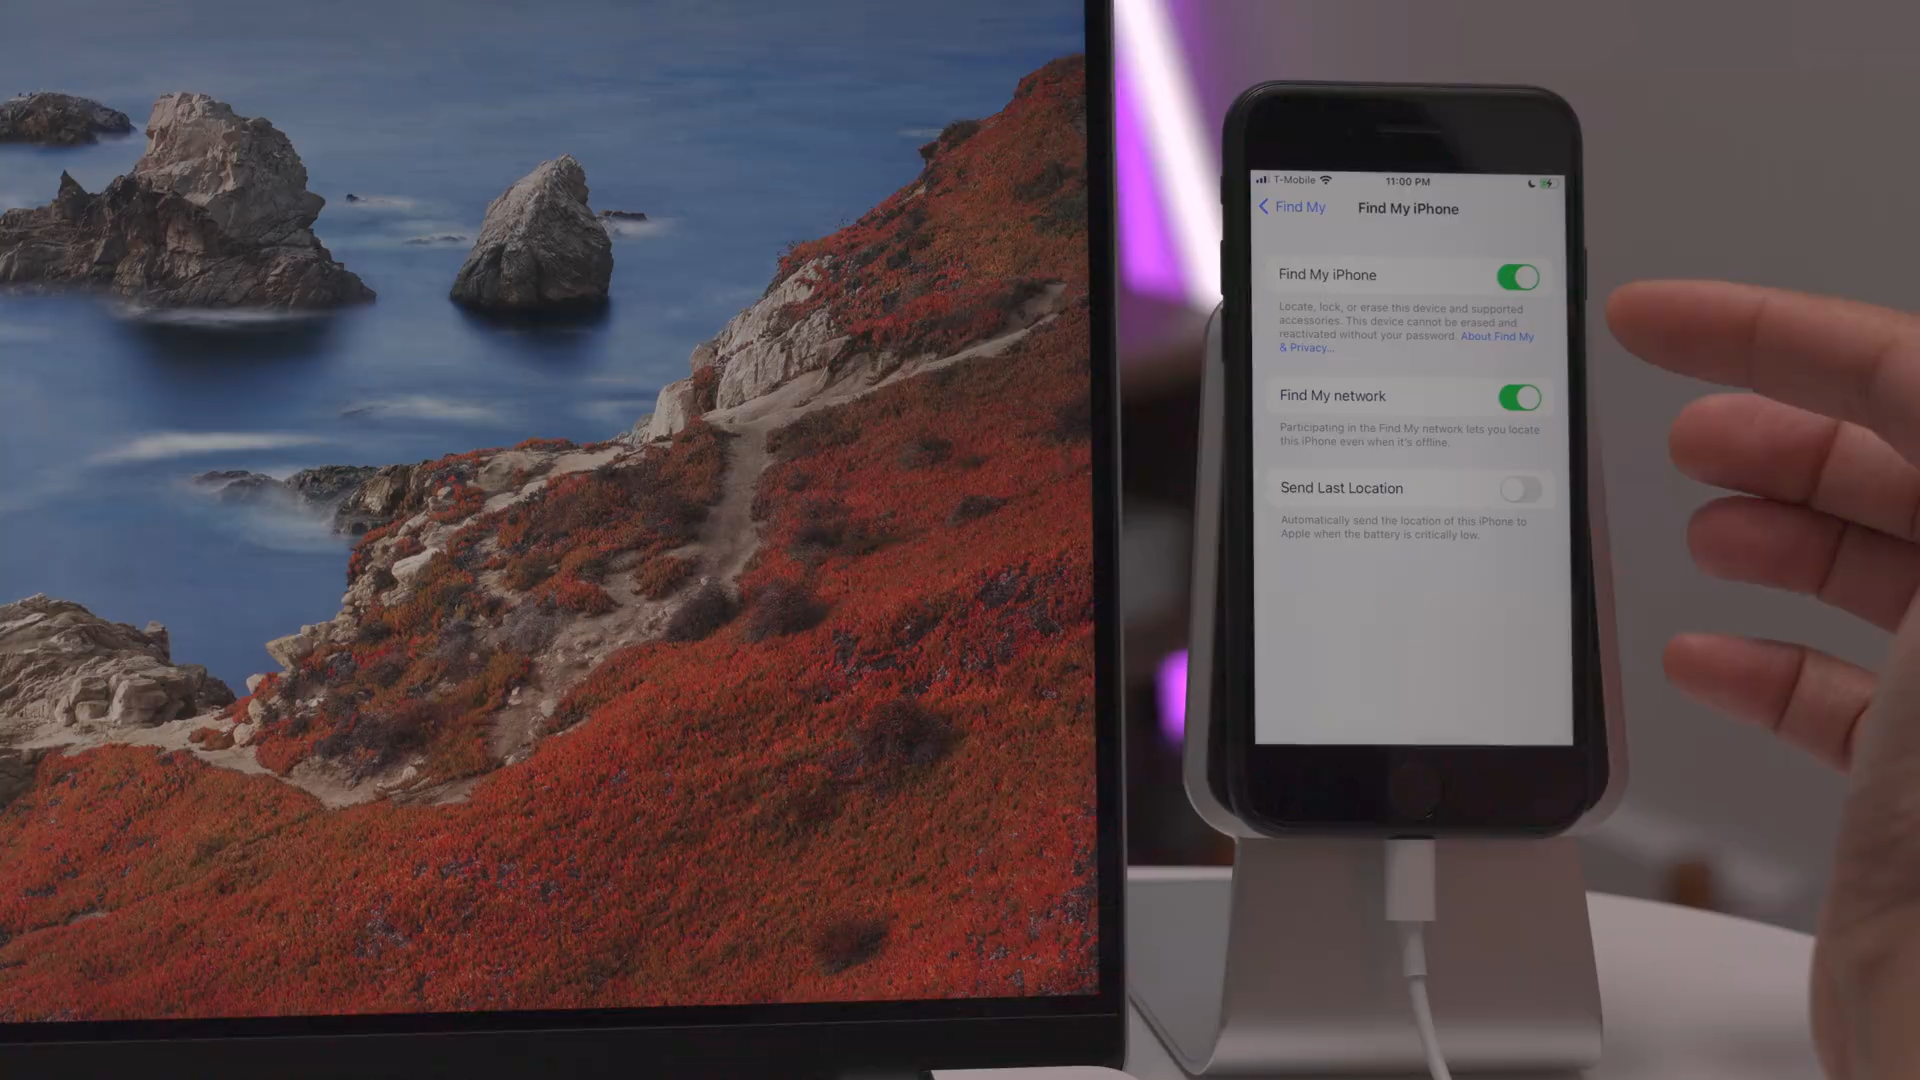 T-Mobile 11:00 PM
Find My Find My iPhone
Find My iPhone
Locate, lock, or erase this device and supported
accessories. This device cannot be erased and
reactivated without your password. About Find My
& Privacy...
Find My network
Participating in the Find My network lets you locate
this iPhone even when it's offline.
Send Last Location
Automatically send the location of this iPhone to
Apple when the battery is critically low.